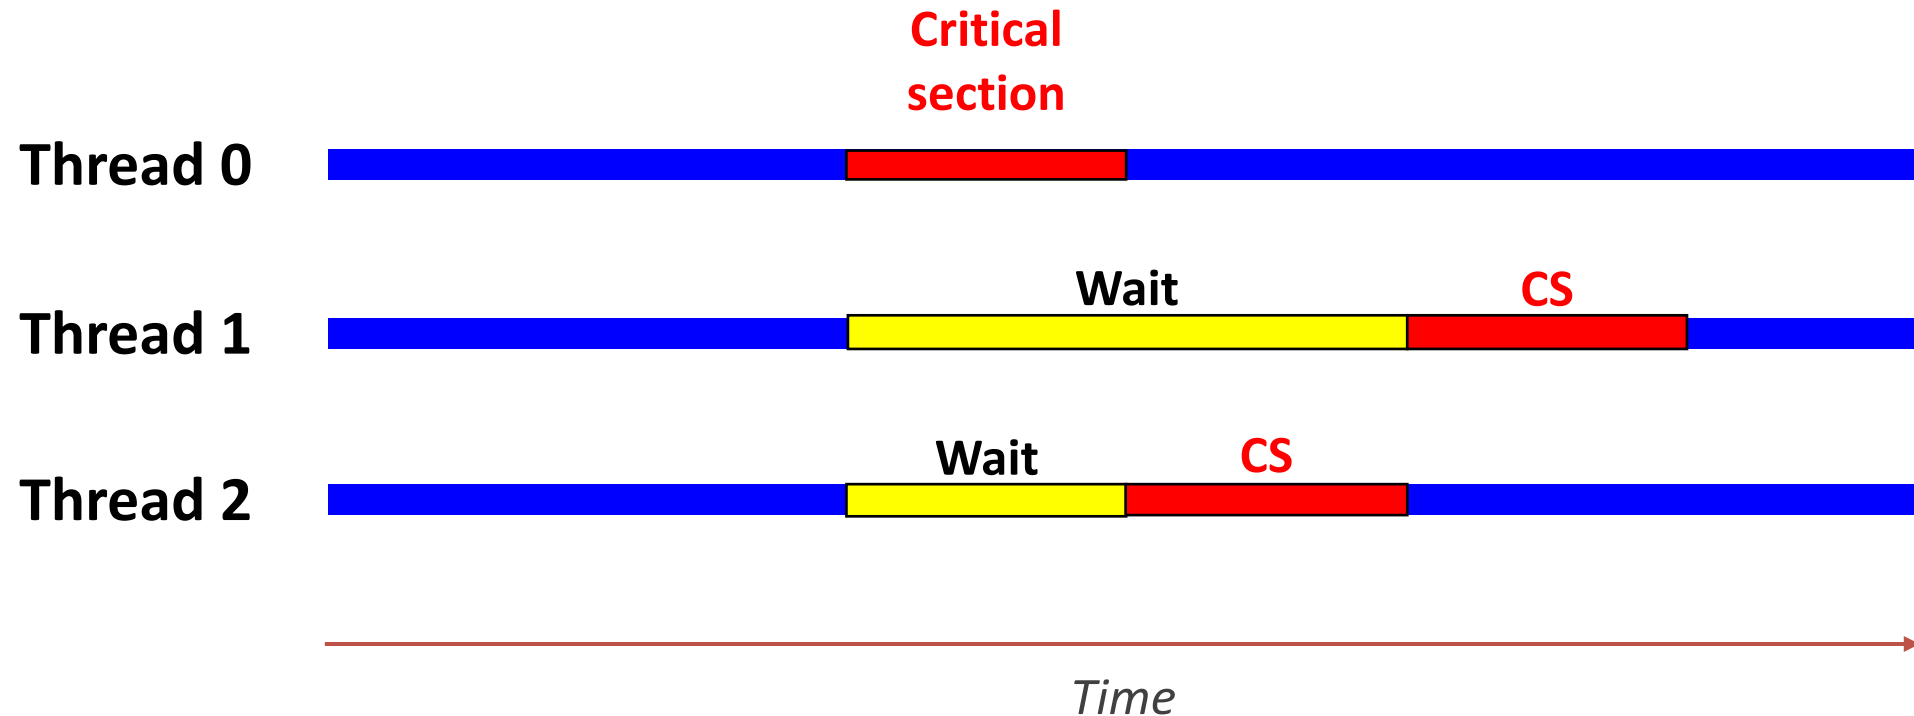 Critical
section
Thread 0
Wait
CS
Thread 1
Wait
CS
Thread 2
Time